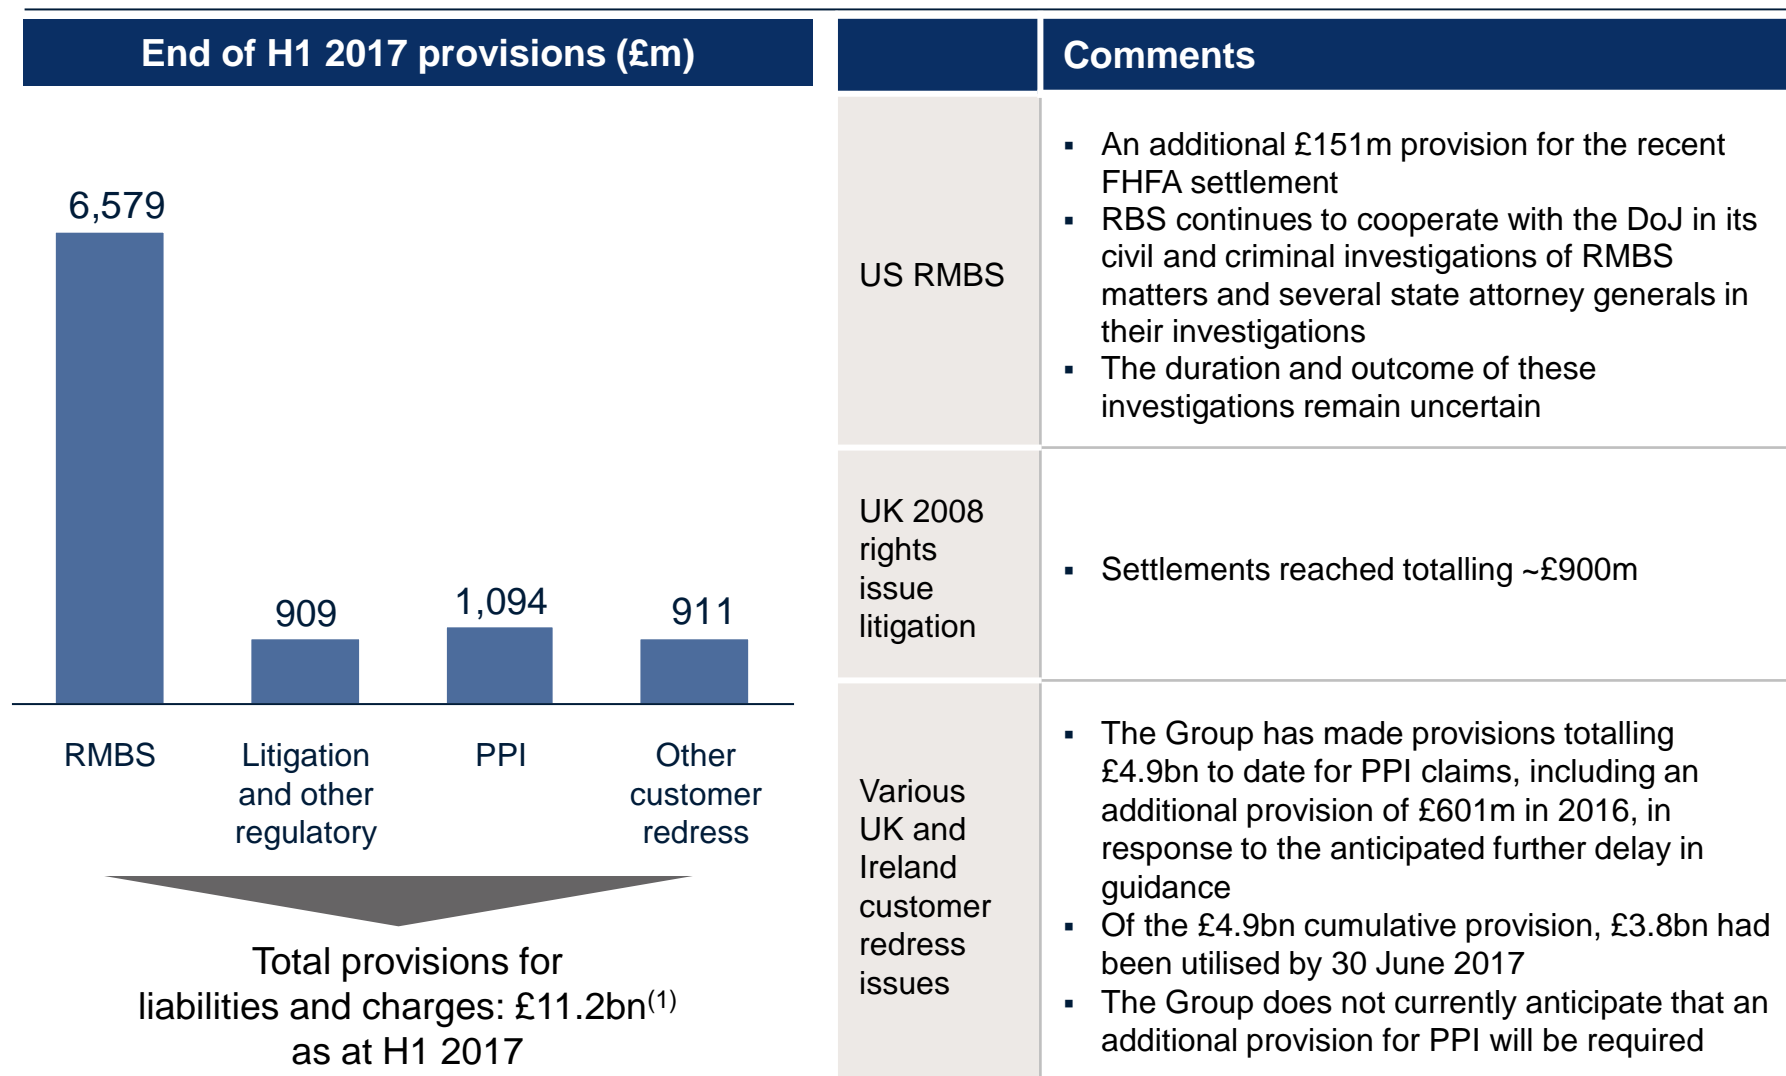 End of H1 2017 provisions (£m)
6,579
909
1,094
911
RMBS
Litigation
and other
regulatory
PPI
Other
customer
redress
Total provisions for
liabilities and charges: £11.2bn(1)
as at H1 2017
Comments
US RMBS
▪ An additional £151m provision for the recent
FHFA settlement
▪ RBS continues to cooperate with the DoJ in its
civil and criminal investigations of RMBS
matters and several state attorney generals in
their investigations
▪ The duration and outcome of these
investigations remain uncertain
UK 2008
rights
issue
litigation
▪ Settlements reached totalling ~£900m
Various
UK and
Ireland
customer
redress
issues
▪ The Group has made provisions totalling
£4.9bn to date for PPI claims, including an
additional provision of £601m in 2016, in
response to the anticipated further delay in
guidance
▪ Of the £4.9bn cumulative provision, £3.8bn had
been utilised by 30 June 2017
▪ The Group does not currently anticipate that an
additional provision for PPI will be required